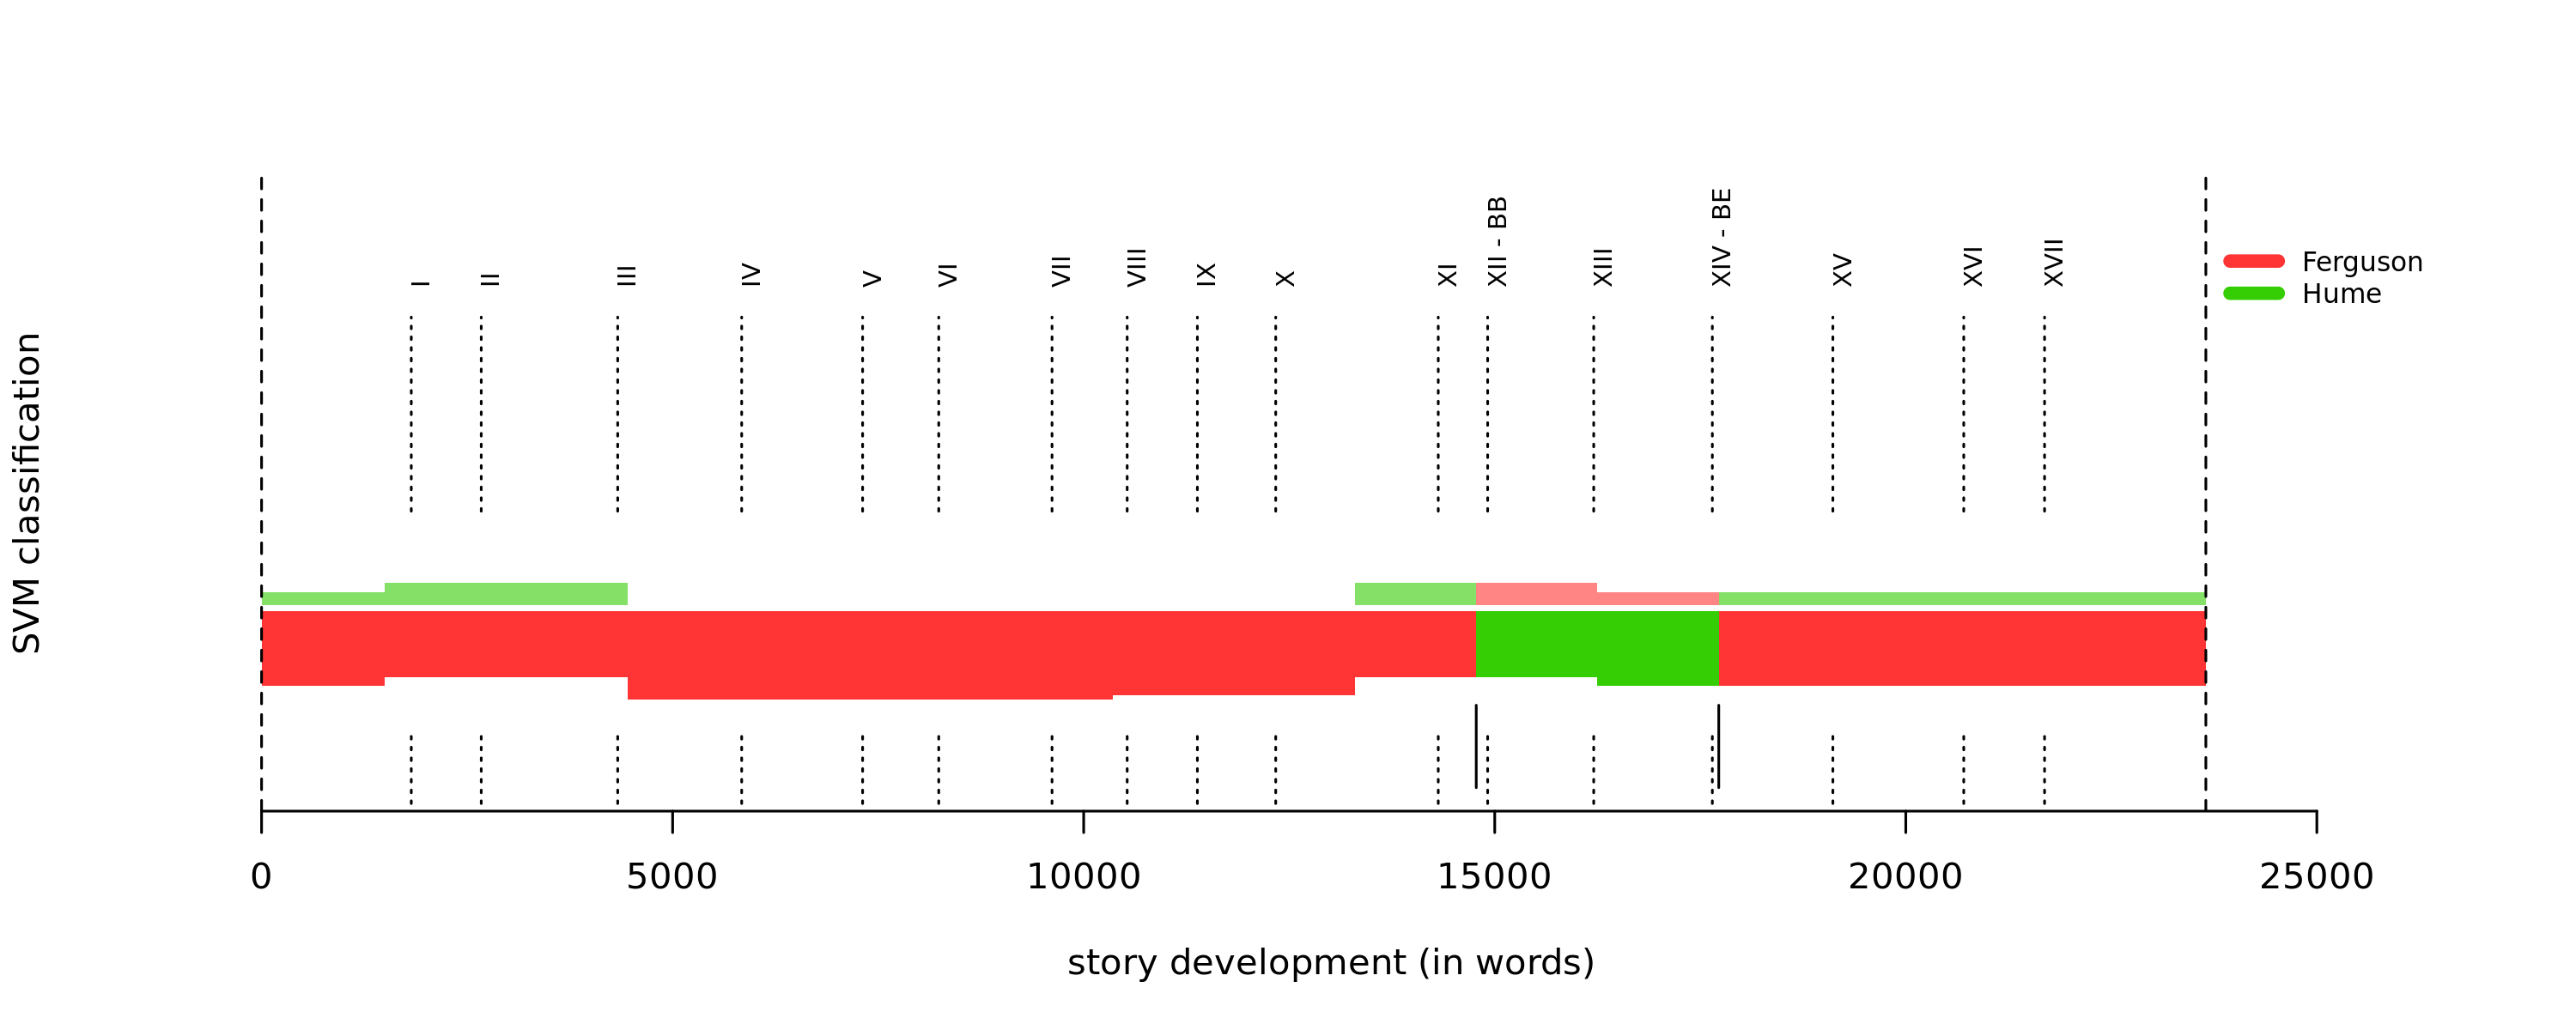 I
II
III
IV
V
VI
VII
VIII
IX
X
XI
XII - BB
XIII
XIV - BE
XV
XVI
XVII
Ferguson
Hume
SVM classification
0
5000
10000
15000
20000
25000
story development (in words)